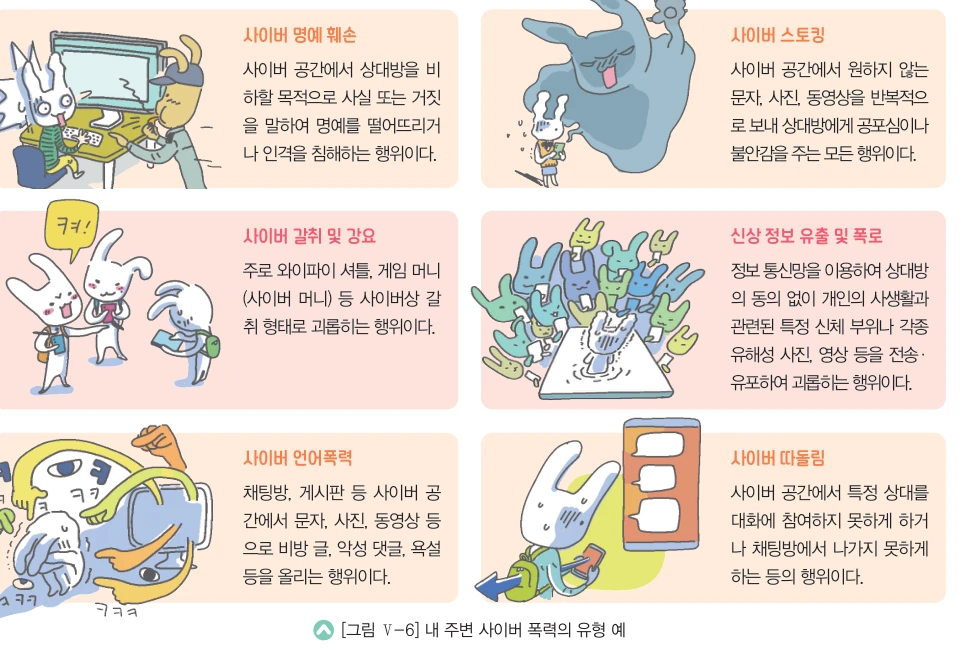 사이버 명예 훼손
사이버 공간에서 상대방을 비
하할 목적으로 사실 또는 거짓
을 말하여 명예를 떨어뜨리거
나 인격을 침해하는 행위이다.
사이버 스토킹
사이버 공간에서 원하지 않는
문자, 사진, 동영상을 반복적으
로 보내 상대방에게 공포심이나
불안감을 주는 모든 행위이다.
켜!
사이버 갈취 및 강요
주로 와이파이 셔틀, 게임 머니
(사이버 머니) 등 사이버상 갈
취 형태로 괴롭히는 행위이다.
신상 정보 유출 및 폭로
정보 통신망을 이용하여 상대방
의 동의 없이 개인의 사생활과
관련된 특정 신체 부위나 각종
유해성 사진, 영상 등을 전송·
유포하여 괴롭히는 행위이다.
ㅋ
ㅋ
ㅋㅋ
ㅋㅋ
ㅋㅋㅋ
사이버 언어폭력
채팅방, 게시판 등 사이버 공
간에서 문자, 사진, 동영상 등
으로 비방 글, 악성 댓글, 욕설
등을 올리는 행위이다.
사이버 따돌림
사이버 공간에서 특정 상대를
대화에 참여하지 못하게 하거
나 채팅방에서 나가지 못하게
하는 등의 행위이다.
[그림 Ⅴ-6] 내 주변 사이버 폭력의 유형 예